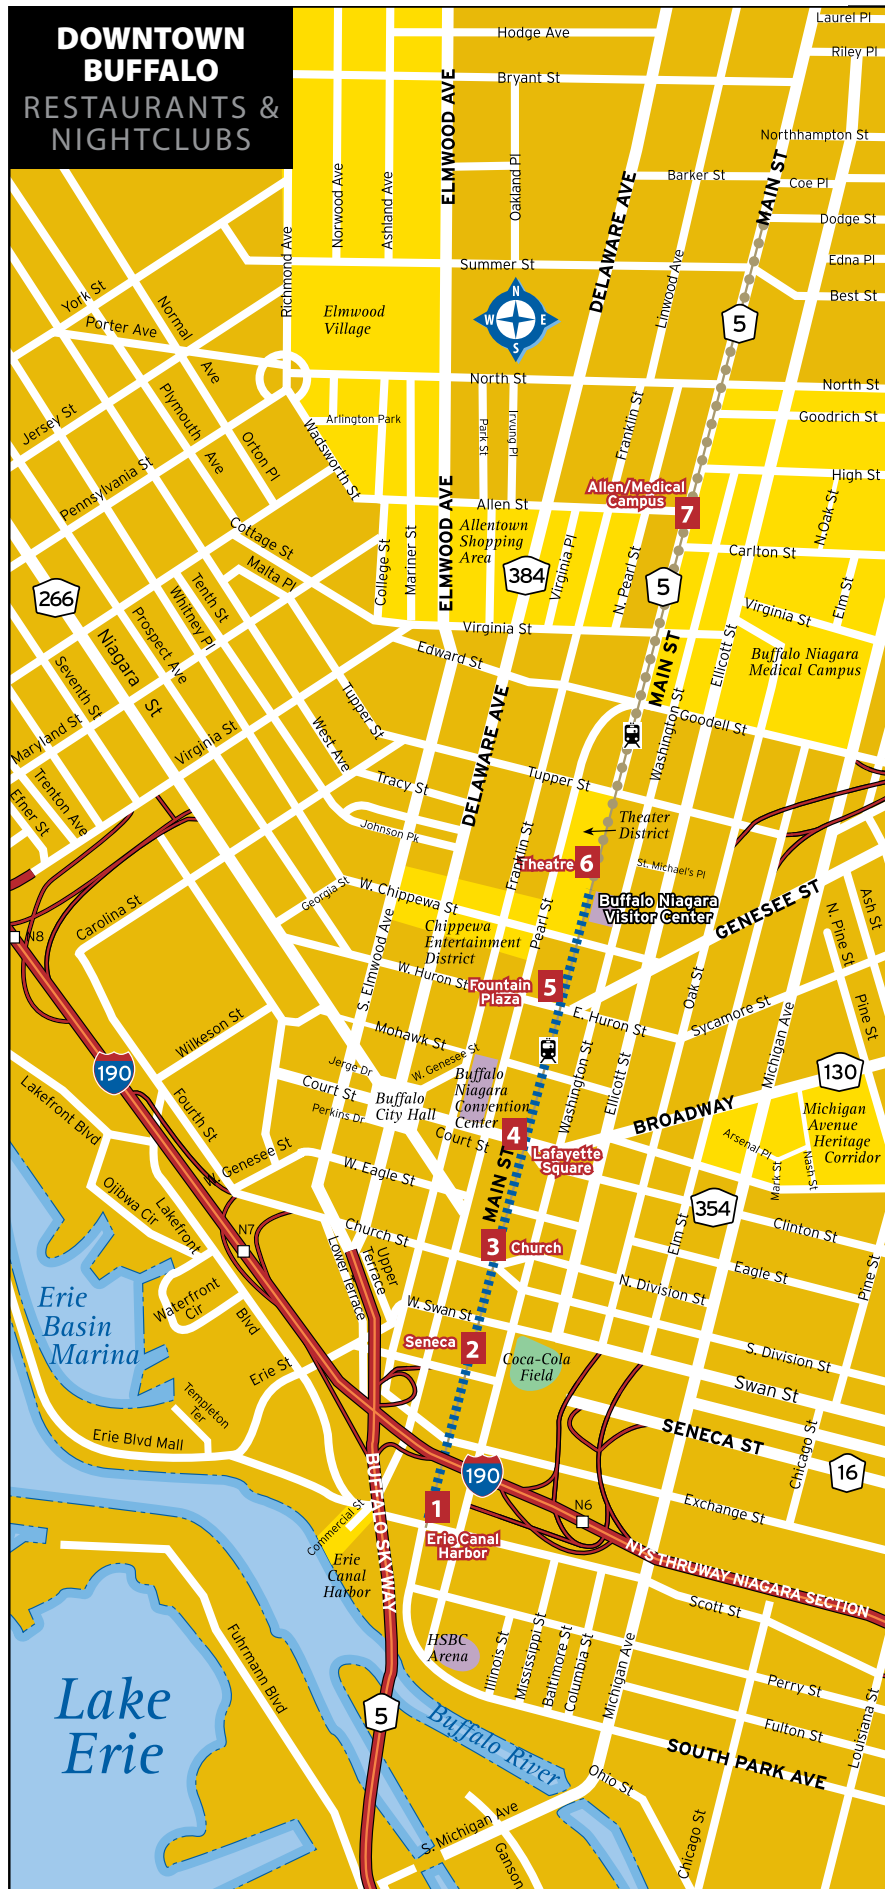 DOWNTOWN
BUFFALO
RESTAURANTS &
NIGHTCLUBS
Laurel Pl
Hodge Ave
Riley Pl
Bryant St
ELMWOOD AVE
Northhampton St
MAIN ST
Barker St
Coe Pl
Oakland Pl
Norwood Ave
Ashland Ave
DELAWARE AVE
Dodge St
Richmond Ave
Summer St
Linwood Ave
Edna Pl
Best St
York St
Porter Ave
Normal
Ave
Elmwood
Village
N
W
E
S
5
North St
North St
Plymouth
Ave
Jersey St
Arlington Park
Park St
Irvung Pl
Franklin St
Goodrich St
Orton Pl
Wadsworth St
Pennsylvania St
High St
Allen/Medical
Campus
7
Allen St
ELMWOOD AVE
Allentown
Shopping
Area
N.Oak St
Cottage St
Carlton St
Malta Pl
College St
Mariner St
384
Virginia Pl
N. Pearl St
5
Elm St
266
Tenth St
Whitney Pl
Prospect Ave
Niagara
St
Virginia St
Virginia St
Ellicott St
MAIN ST
Edward St
Buffalo Niagara
Medical Campus
Seventh St
Maryland St
Virginia St
Tupper St
West Ave
DELAWARE AVE
Washington St
Goodell St
Trenton Ave
Efner St
Tracy St
Tupper St
Johnson Pk
Theater
District
Franklin St
Theatre
6
St. Michael's Pl
Georgia St
W. Chippewa St
Buffalo Niagara
Visitor Center
GENESEE ST
Ash St
N. Pine St
Carolina St
N8
Chippewa
Entertainment
District
Pearl St
S. Elmwood Ave
W. Huron St
Fountain
Plaza
5
Oak St
Sycamore St
E. Huron St
Michigan Ave
Pine St
Wilkeson St
Mohawk St
W. Genesee St
Jerge Dr
190
Court St
Perkins Dr
Buffalo
City Hall
Buffalo
Niagara
Convention
Center
Washington St
Ellicott St
130
BROADWAY
Michigan
Avenue
Heritage
Corridor
Lakefront Blvd
Fourth St
Court St
4
Lafayette
Square
Arsenal Pl
Mark St
Nash St
W. Genesee St
W. Eagle St
MAIN ST
Ojibwa Cir
Lakefront
Blvd
N7
Church St
3
Church
354
Elm St
Clinton St
Lower Terrace
Upper
Terrace
Eagle St
Pine St
Erie
Basin
Marina
Waterfront
Cir
W. Swan St
N. Division St
Seneca
2
Coca-Cola
Field
S. Division St
Erie St
Swan St
Templeton
Ter
Erie Blvd Mall
SENECA ST
Chicago St
16
BUFFALO SKYWAY
190
1
Erie Canal
Harbor
Commercial St
N6
Exchange St
Erie
Canal
Harbor
NYS THRUWAY NIAGARA SECTION
Scott St
Fuhrmann Blvd
HSBC
Arena
Illinois St
Mississippi St
Baltimore St
Columbia St
Michigan Ave
Perry St
Lake
Erie
5
Buffalo River
Fulton St
Louisiana St
SOUTH PARK AVE
Ohio St
S. Michigan Ave
Ganson
Chicago St